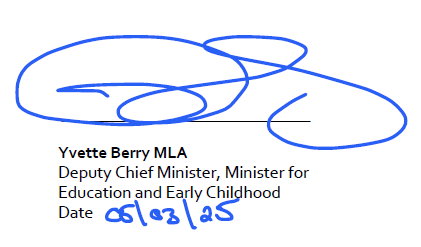 Yvette Berry MLA
Deputy Chief Minister, Minister for
Education and Early Childhood
Date 05/03/25